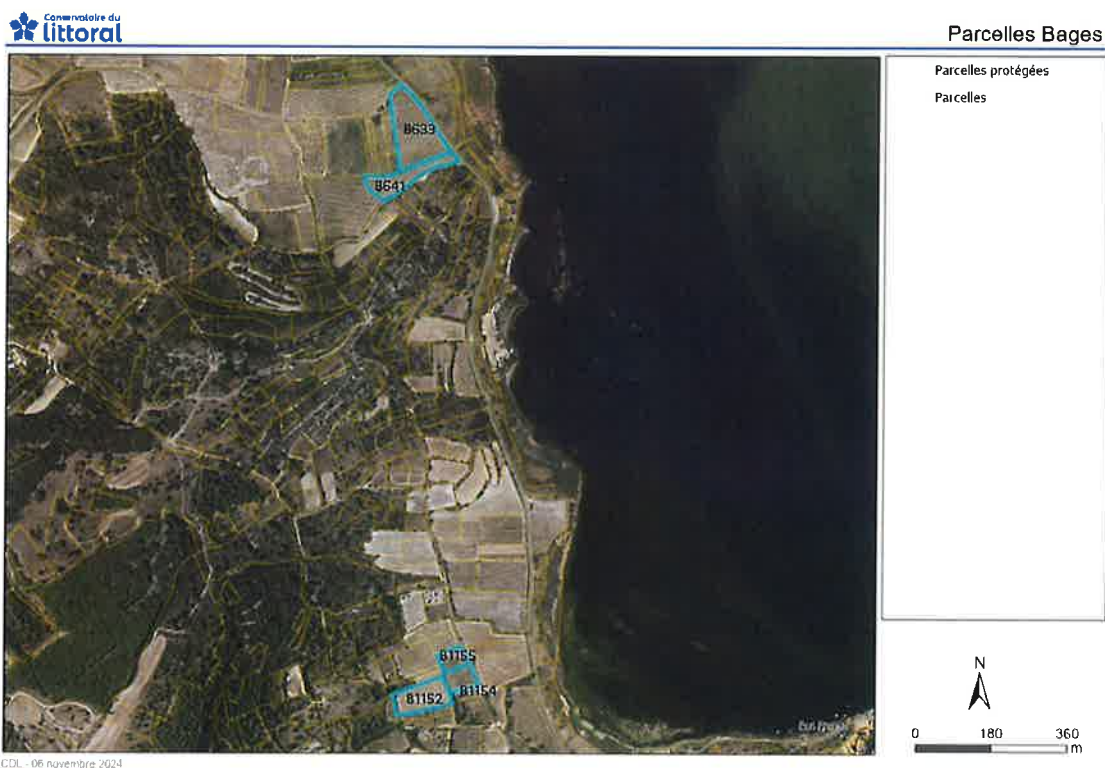 Conservatoire du
littoral
Parcelles Bages
Parcelles protégées
Parcelles
B639
B641
B1155
B1154
B1152
N
0 180 360
m
CDL - 06 novembre 2024